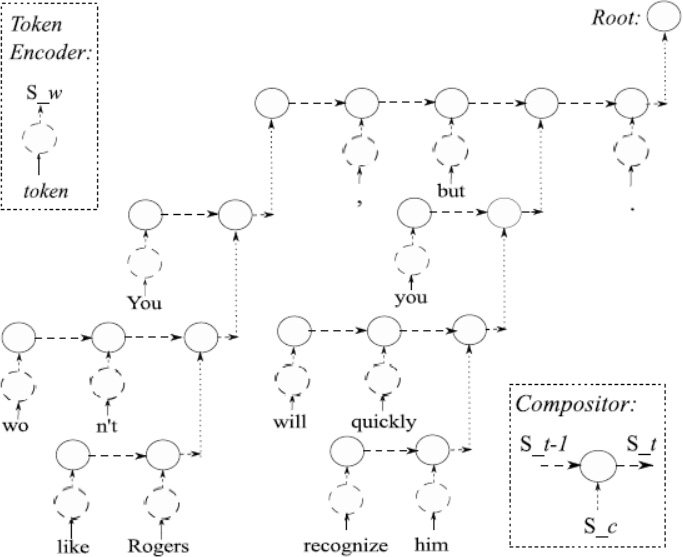 Token
Encoder:
S_w
token
Root:
,
but
.
You
you
wo
n't
will
quickly
like
Rogers
recognize
him
Compositor:
S_t-1
S_t
S_c